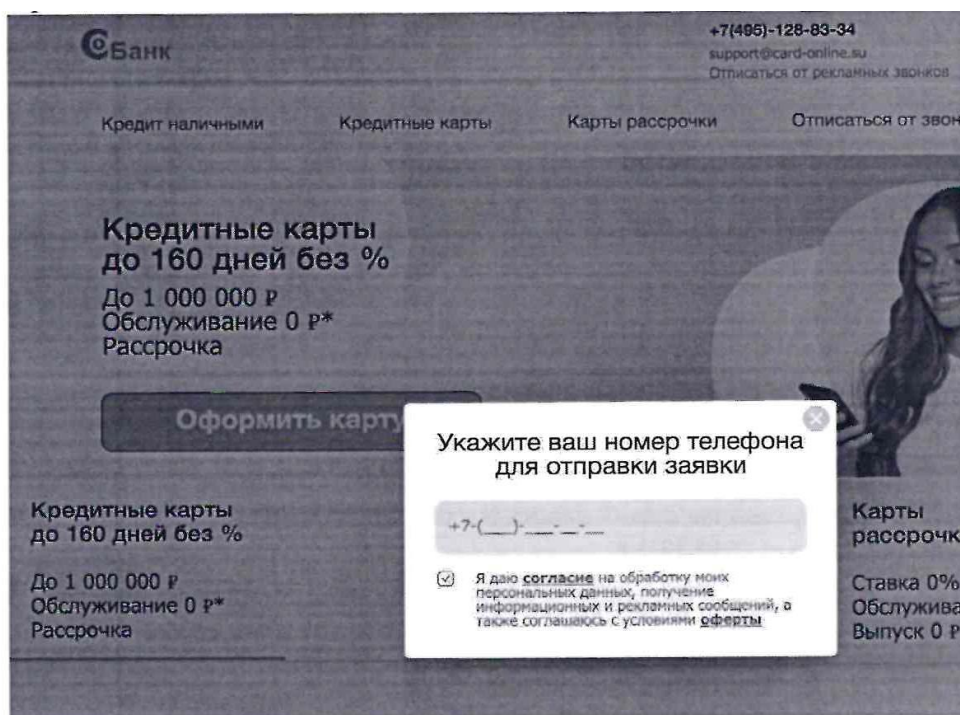 СО Банк
+7(495)-128-83-34
support@card-online.su
Отписаться от рекламных звонков
Кредит наличными
Кредитные карты
Карты рассрочки
Отписаться от звон
Кредитные карты
до 160 дней без %
До 1 000 000 ₽
Обслуживание 0 ₽*
Рассрочка
Оформить карту
Укажите ваш номер телефона
для отправки заявки
+7-(___)-___-__-__
Я даю согласие на обработку моих
персональных данных, получение
информационных и рекламных сообщений, а
также соглашаюсь с условиями оферты
Кредитные карты
до 160 дней без %
До 1 000 000 ₽
Обслуживание 0 ₽*
Рассрочка
Карты
рассрочк
Ставка 0%
Обслужива
Выпуск 0 ₽